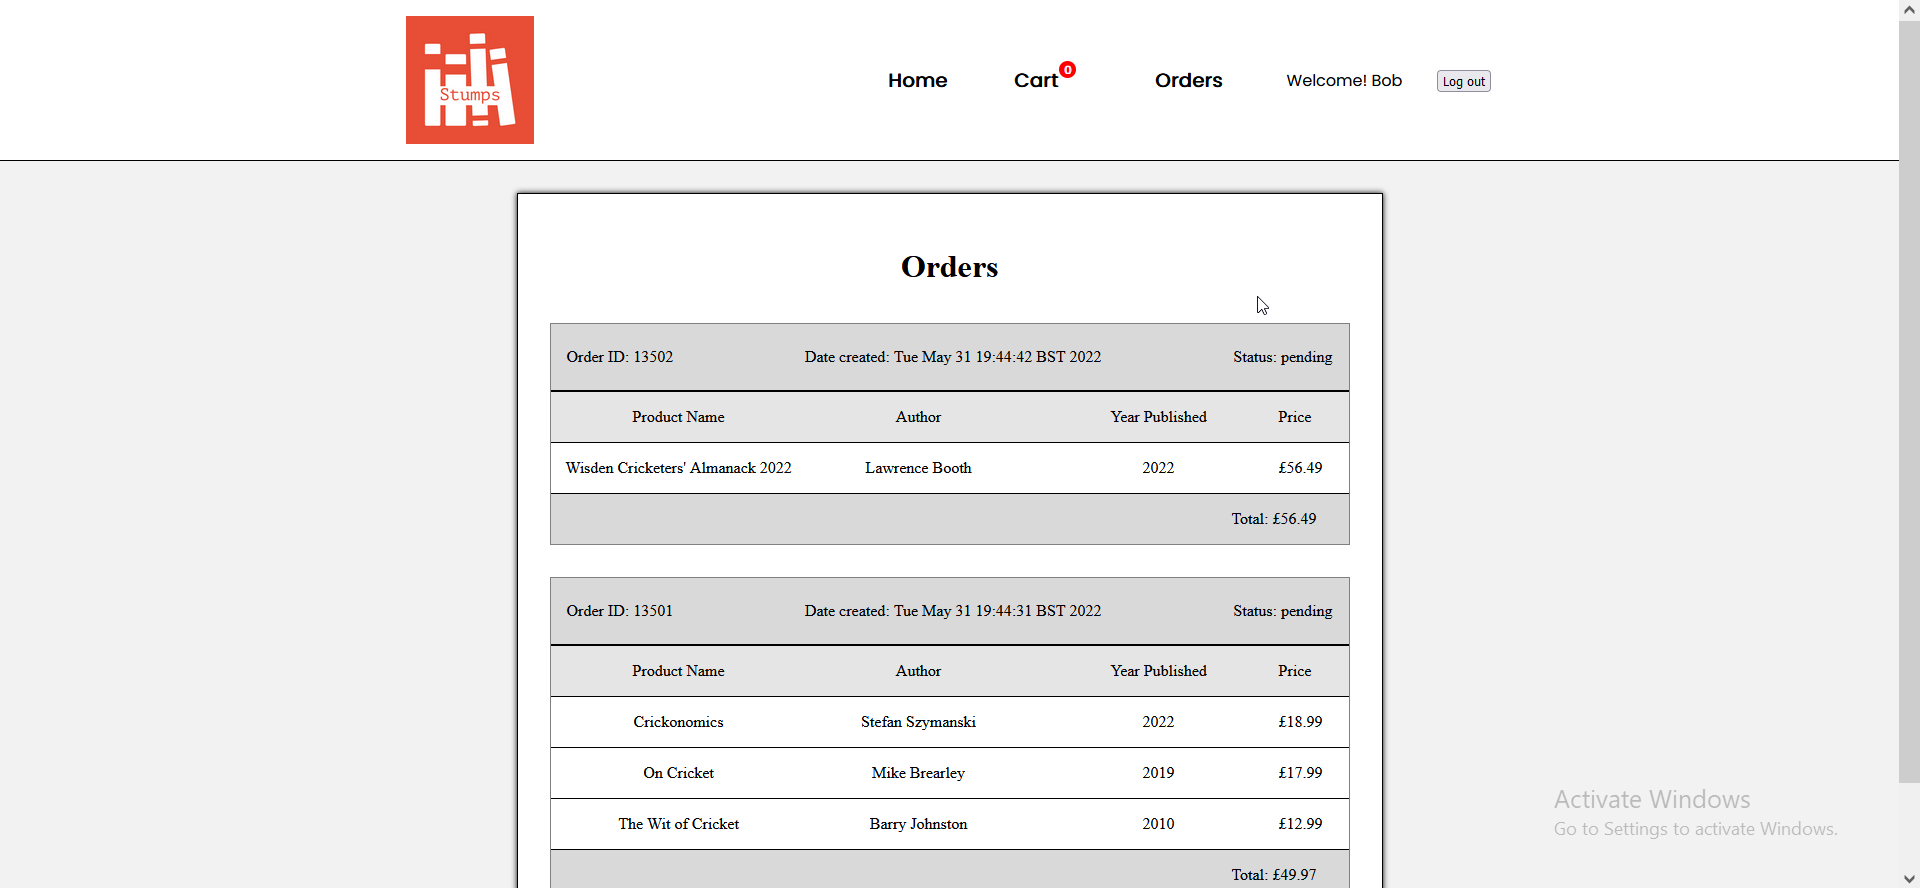 Stumps
Home Cart 0 Orders Welcome! Bob Log out
Orders
Order ID: 13502 Date created: Tue May 31 19:44:42 BST 2022 Status: pending
Product Name Author Year Published Price
Wisden Cricketers' Almanack 2022 Lawrence Booth 2022 £56.49
Total: £56.49
Order ID: 13501 Date created: Tue May 31 19:44:31 BST 2022 Status: pending
Product Name Author Year Published Price
Crickonomics Stefan Szymanski 2022 £18.99
On Cricket Mike Brearley 2019 £17.99
The Wit of Cricket Barry Johnston 2010 £12.99
Total: £49.97
Activate Windows
Go to Settings to activate Windows.